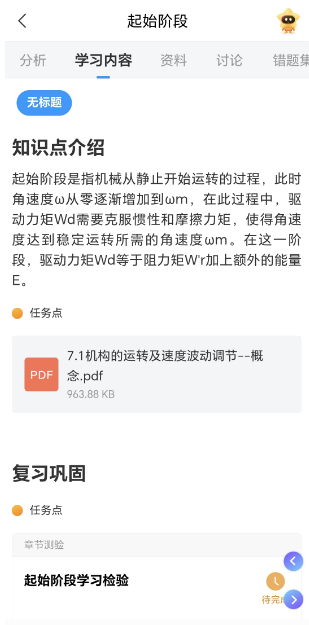 起始阶段
分析 学习内容 资料 讨论 错题集
无标题
知识点介绍
起始阶段是指机械从静止开始运转的过程，此时
角速度ω从零逐渐增加到ωm，在此过程中，驱
动力矩Wd需要克服惯性和摩擦力矩，使得角速
度达到稳定运转所需的角速度ωm。在这一阶
段，驱动力矩Wd等于阻力矩W'r加上额外的能量
E。
任务点
PDF
7.1机构的运转及速度波动调节--概
念.pdf
963.88 KB
复习巩固
任务点
章节测验
起始阶段学习检验
待完